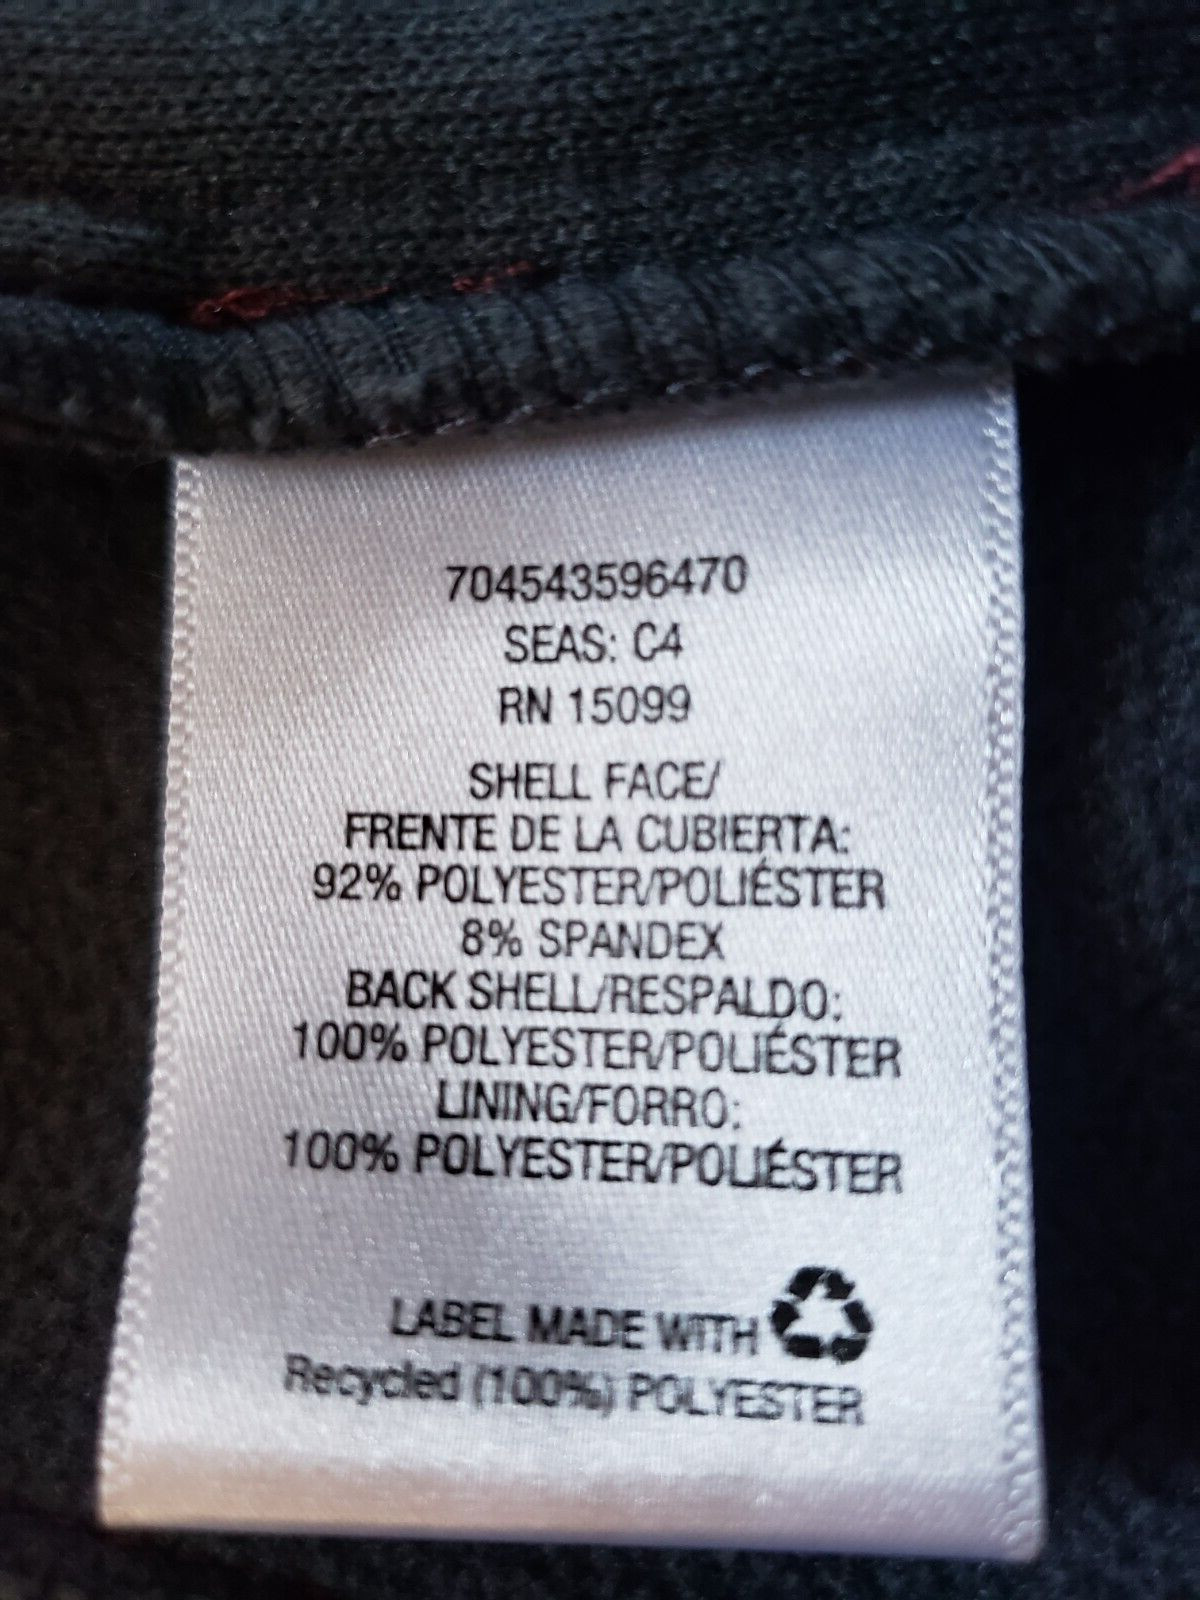 704543596470
SEAS: C4
RN 15099
SHELL FACE/
FRENTE DE LA CUBIERTA:
92% POLYESTER/POLIÉSTER
8% SPANDEX
BACK SHELL/RESPALDO:
100% POLYESTER/POLIÉSTER
LINING/FORRO:
100% POLYESTER/POLIÉSTER
LABEL MADE WITH
Recycled (100%) POLYESTER